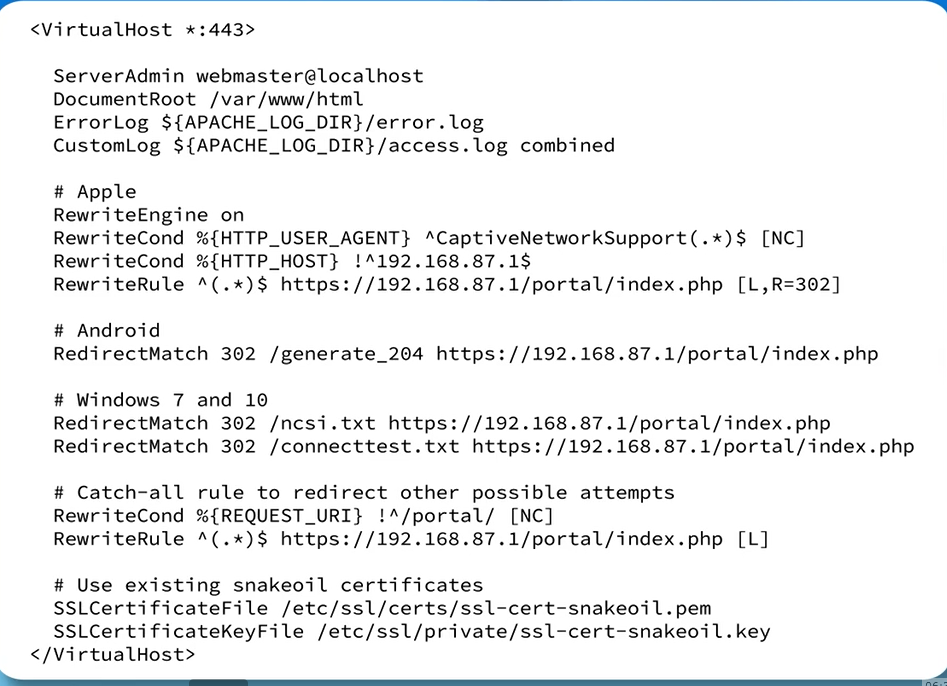 <VirtualHost *:443>
ServerAdmin webmaster@localhost
DocumentRoot /var/www/html
ErrorLog ${APACHE_LOG_DIR}/error.log
CustomLog ${APACHE_LOG_DIR}/access.log combined
# Apple
RewriteEngine on
RewriteCond %{HTTP_USER_AGENT} ^CaptiveNetworkSupport(.*)$ [NC]
RewriteCond %{HTTP_HOST} !^192.168.87.1$
RewriteRule ^(.*)$ https://192.168.87.1/portal/index.php [L,R=302]
# Android
RedirectMatch 302 /generate_204 https://192.168.87.1/portal/index.php
# Windows 7 and 10
RedirectMatch 302 /ncsi.txt https://192.168.87.1/portal/index.php
RedirectMatch 302 /connecttest.txt https://192.168.87.1/portal/index.php
# Catch-all rule to redirect other possible attempts
RewriteCond %{REQUEST_URI} !^/portal/ [NC]
RewriteRule ^(.*)$ https://192.168.87.1/portal/index.php [L]
# Use existing snakeoil certificates
SSLCertificateFile /etc/ssl/certs/ssl-cert-snakeoil.pem
SSLCertificateKeyFile /etc/ssl/private/ssl-cert-snakeoil.key
</VirtualHost>